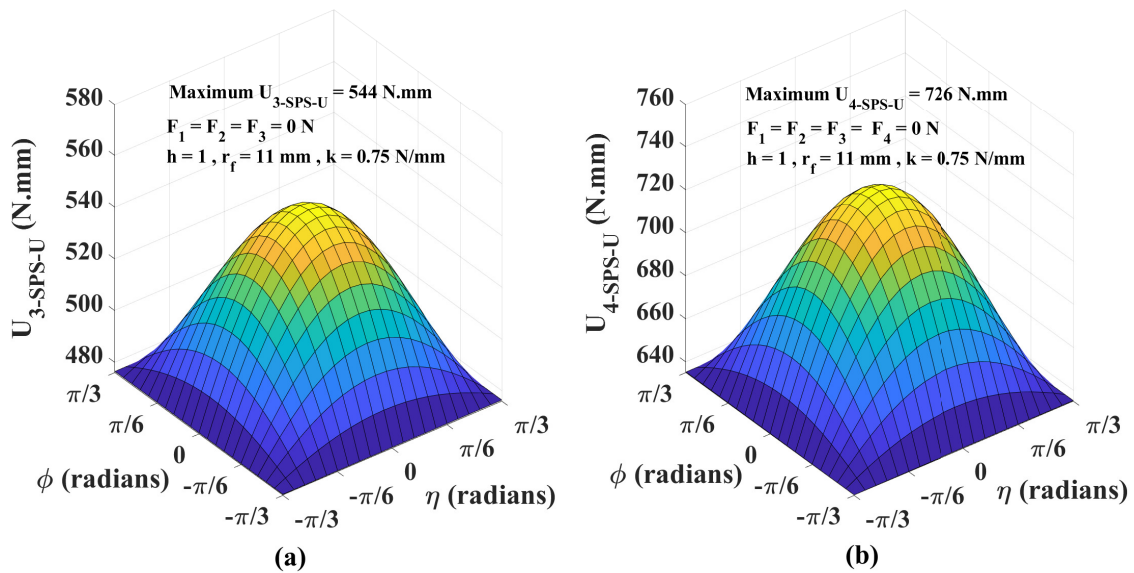 Maximum U3-SPS-U = 544 N.mm
F1 = F2 = F3 = 0 N
h = 1 , rf = 11 mm , k = 0.75 N/mm
U3-SPS-U (N.mm)
580
560
540
520
500
480
π/3
π/6
0
-π/6
-π/3
ϕ (radians)
-π/3
-π/6
0
π/6
π/3
η (radians)
(a)
Maximum U4-SPS-U = 726 N.mm
F1 = F2 = F3 = F4 = 0 N
h = 1 , rf = 11 mm , k = 0.75 N/mm
U4-SPS-U (N.mm)
760
740
720
700
680
660
640
π/3
π/6
0
-π/6
-π/3
ϕ (radians)
-π/3
-π/6
0
π/6
π/3
η (radians)
(b)